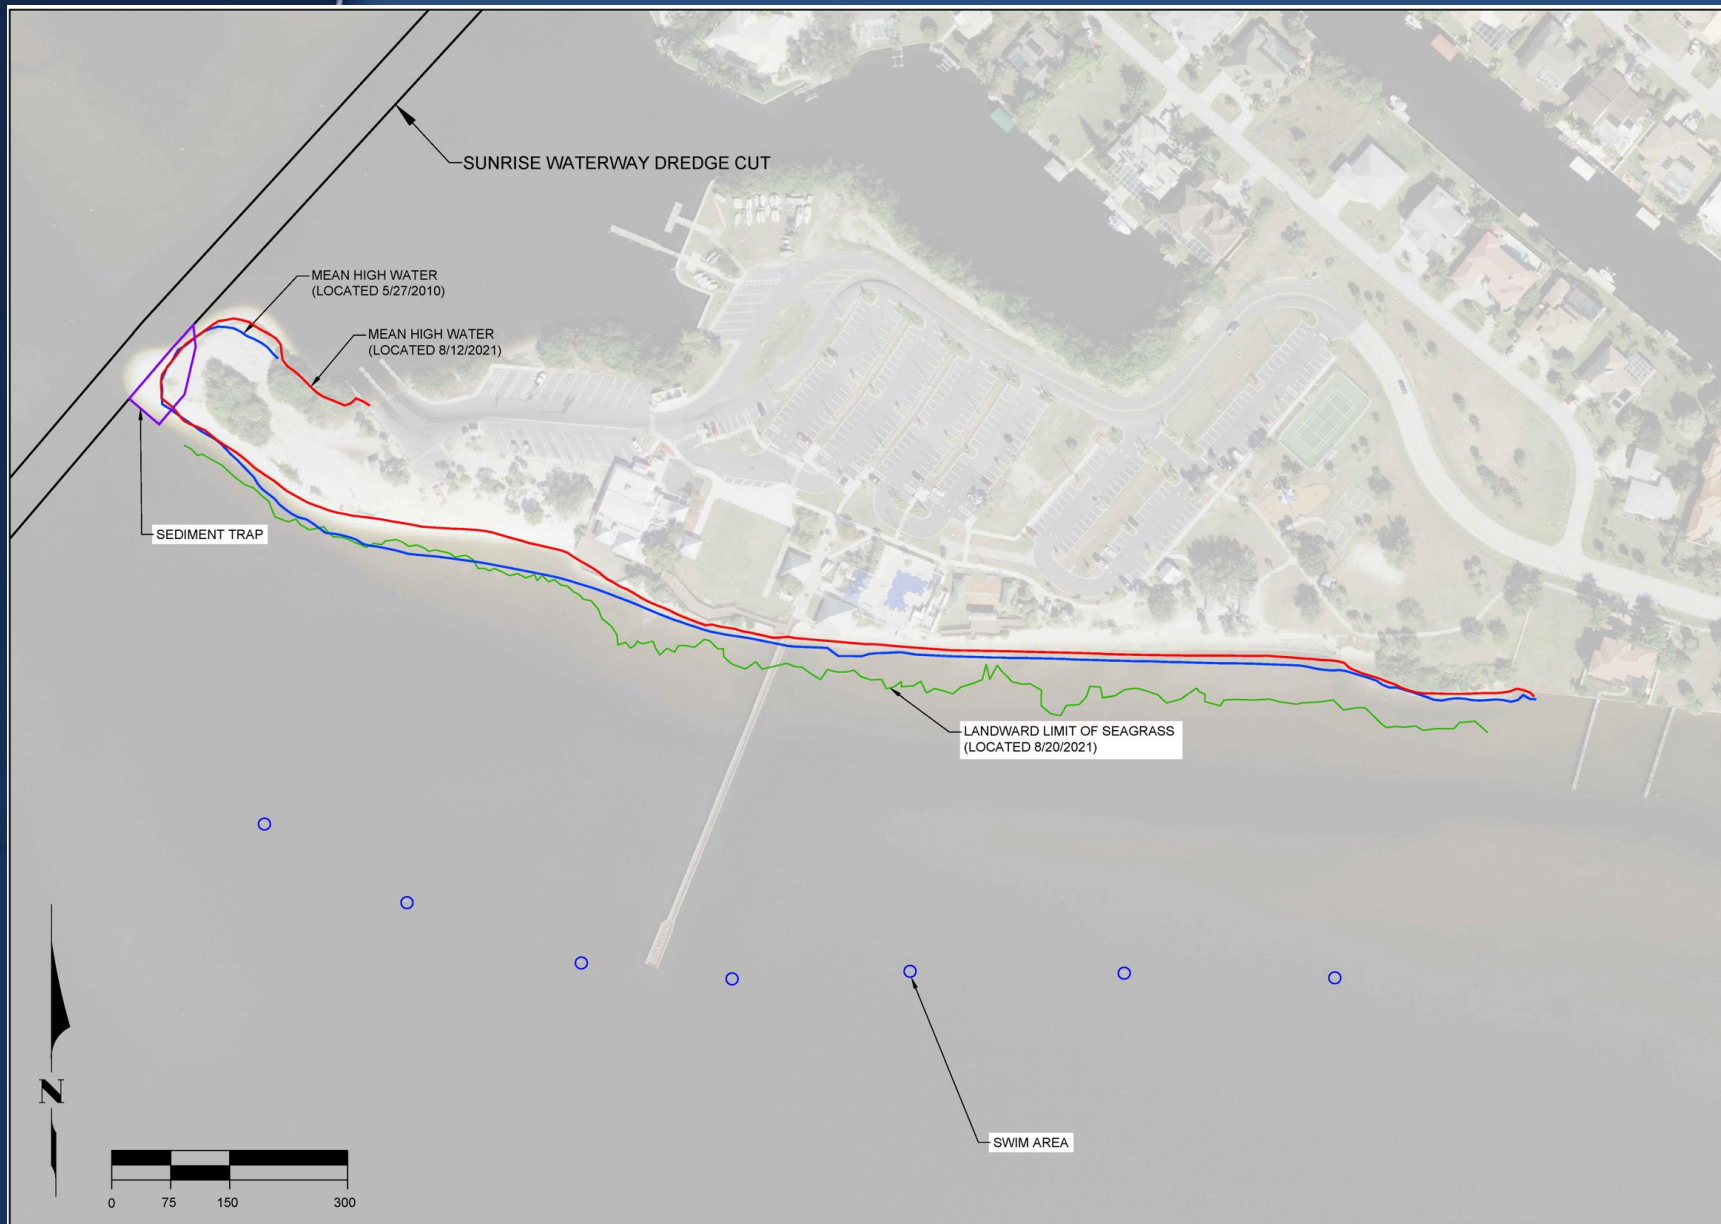 SUNRISE WATERWAY DREDGE CUT
MEAN HIGH WATER
(LOCATED 5/27/2010)
MEAN HIGH WATER
(LOCATED 8/12/2021)
SEDIMENT TRAP
LANDWARD LIMIT OF SEAGRASS
(LOCATED 8/20/2021)
SWIM AREA
N
0 75 150 300